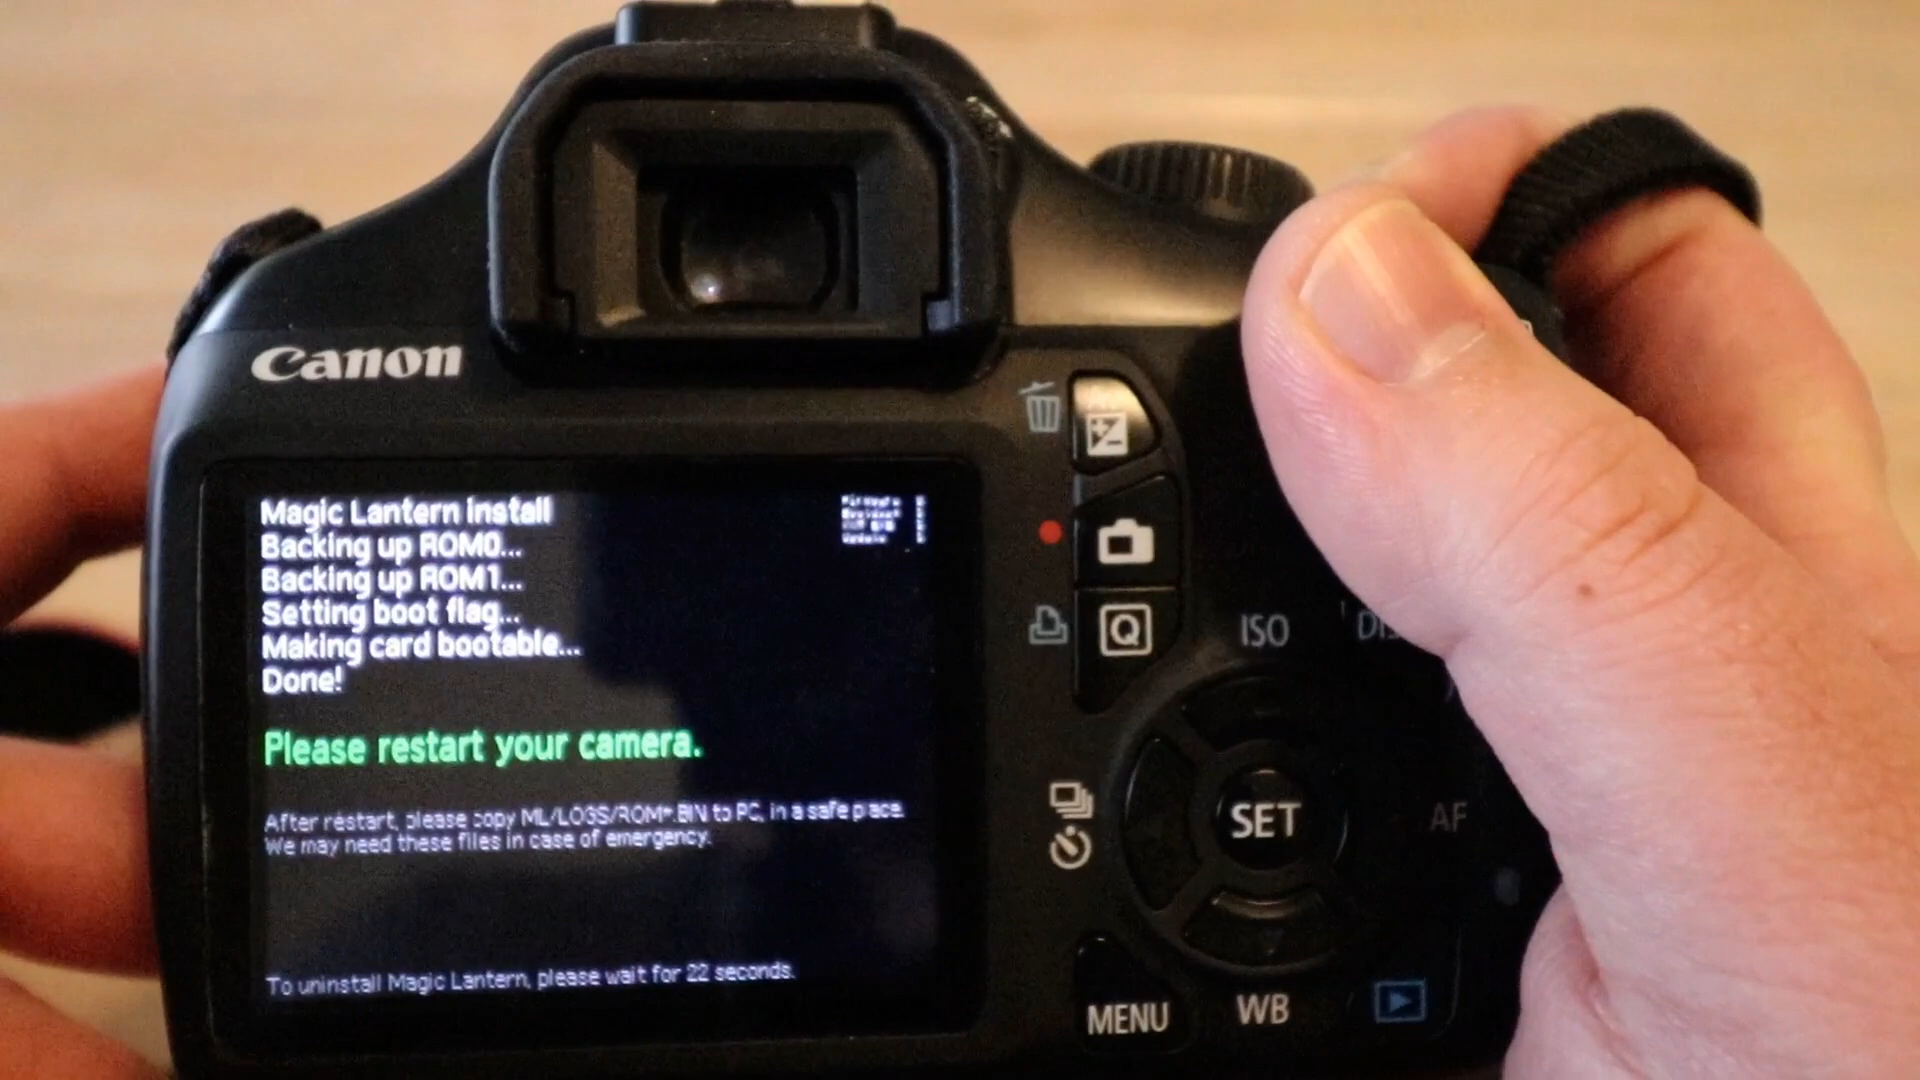 Canon
Magic Lantern install
Backing up ROM0...
Backing up ROM1...
Setting boot flag...
Making card bootable...
Done!
Please restart your camera.
After restart, please copy ML/LOGS/ROM*.BIN to PC, in a safe place.
We may need these files in case of emergency.
To uninstall Magic Lantern, please wait for 22 seconds.
Q
ISO
SET
AF
MENU
WB